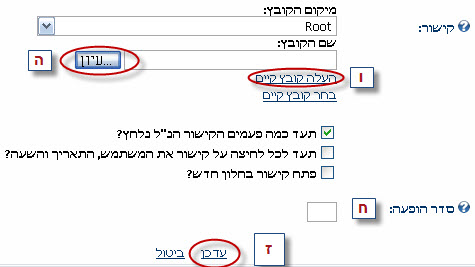 מיקום הקובץ:
קישור: Root
שם הקובץ:
עיון... ה
העלה קובץ קיים ו
בחר קובץ קיים
תעד כמה פעמים הקישור הנ"ל נלחץ?
תעד לכל לחיצה על קישור את המשתמש, התאריך והשעה?
פתח קישור בחלון חדש?
סדר הופעה: ח
עדכן ביטול ז